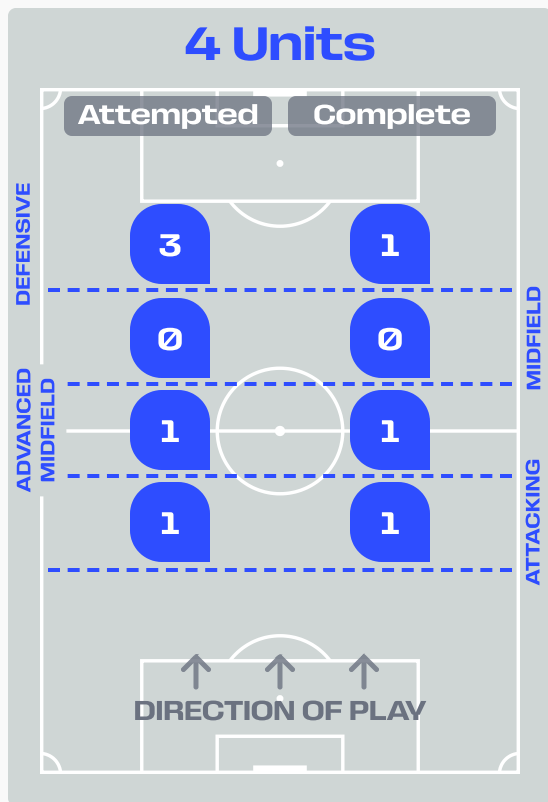 4 Units
Attempted Complete
DEFENSIVE
3 1
MIDFIELD
0 0
ADVANCED
MIDFIELD
1 1
ATTACKING
1 1
DIRECTION OF PLAY